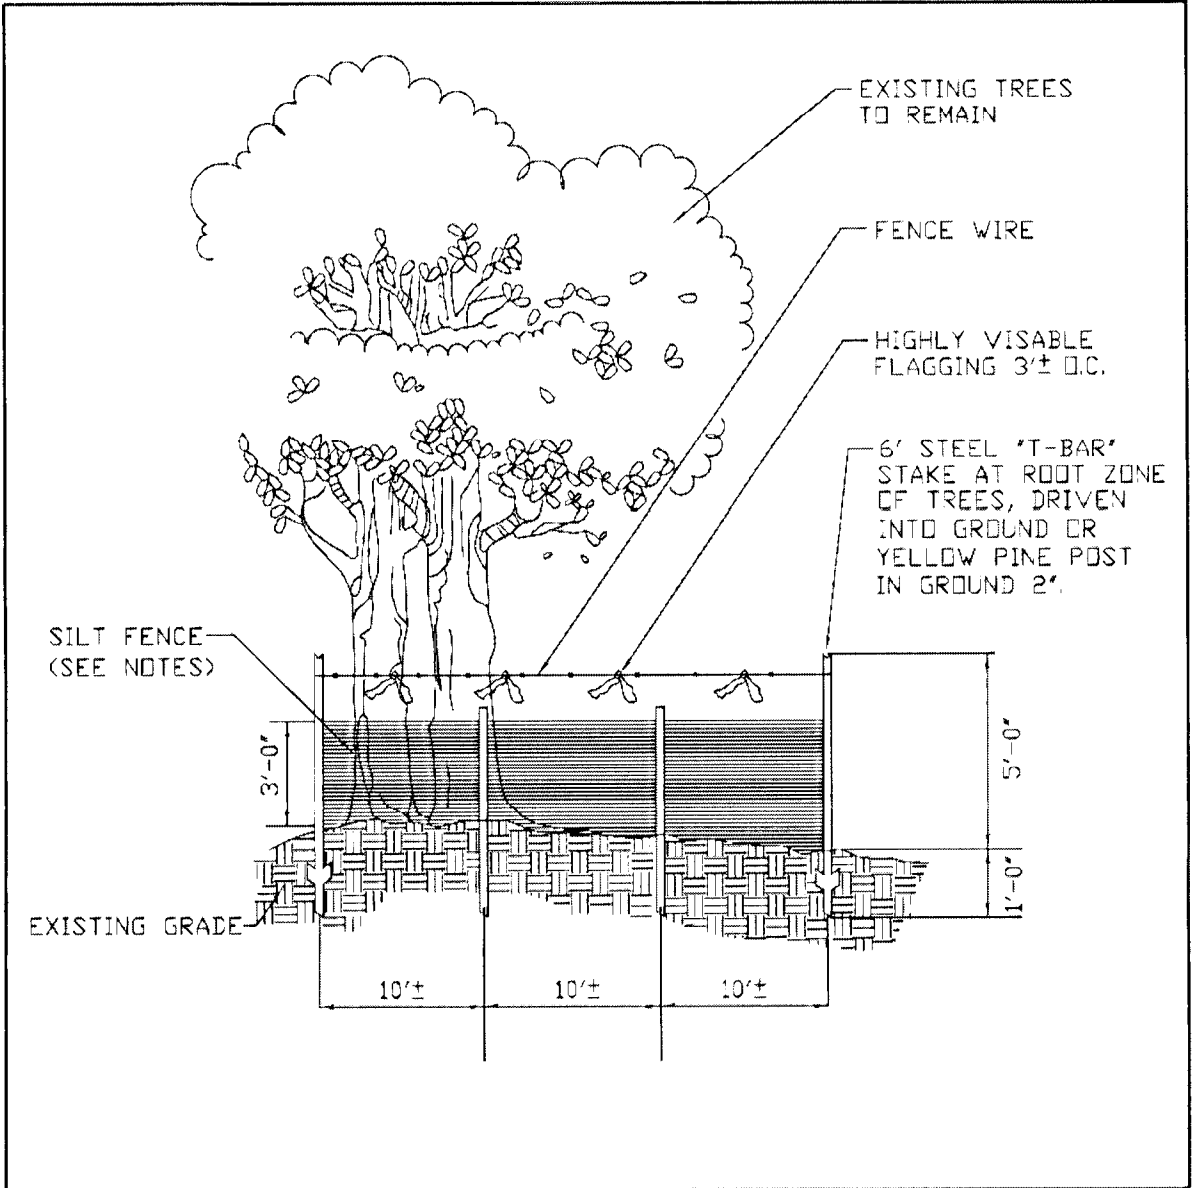 EXISTING TREES
TO REMAIN
FENCE WIRE
HIGHLY VISABLE
FLAGGING 3'± O.C.
6' STEEL "T-BAR"
STAKE AT ROOT ZONE
OF TREES, DRIVEN
INTO GROUND OR
YELLOW PINE POST
IN GROUND 2".
SILT FENCE
(SEE NOTES)
3'-0"
5'-0"
1'-0"
EXISTING GRADE
10'±
10'±
10'±